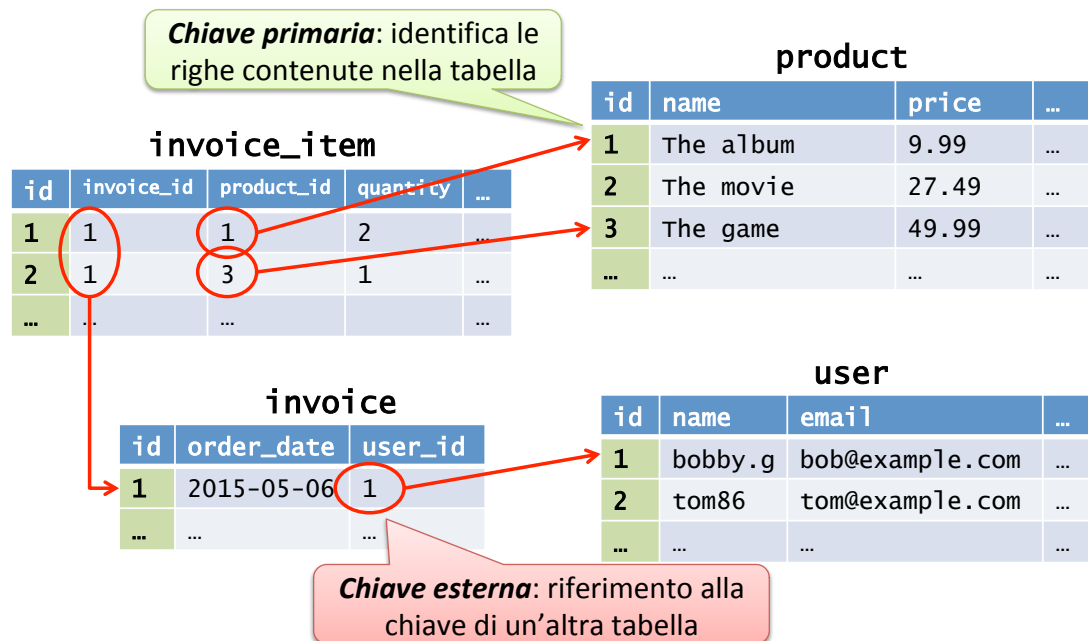 Chiave primaria: identifica le
righe contenute nella tabella
product
id name price …
1 The album 9.99 …
2 The movie 27.49 …
3 The game 49.99 …
… … … …
invoice_item
id invoice_id product_id quantity …
1 1 1 2 …
2 1 3 1 …
… … … …
invoice
id order_date user_id
1 2015-05-06 1
… … …
user
id name email …
1 bobby.g bob@example.com …
2 tom86 tom@example.com …
… … … …
Chiave esterna: riferimento alla
chiave di un’altra tabella